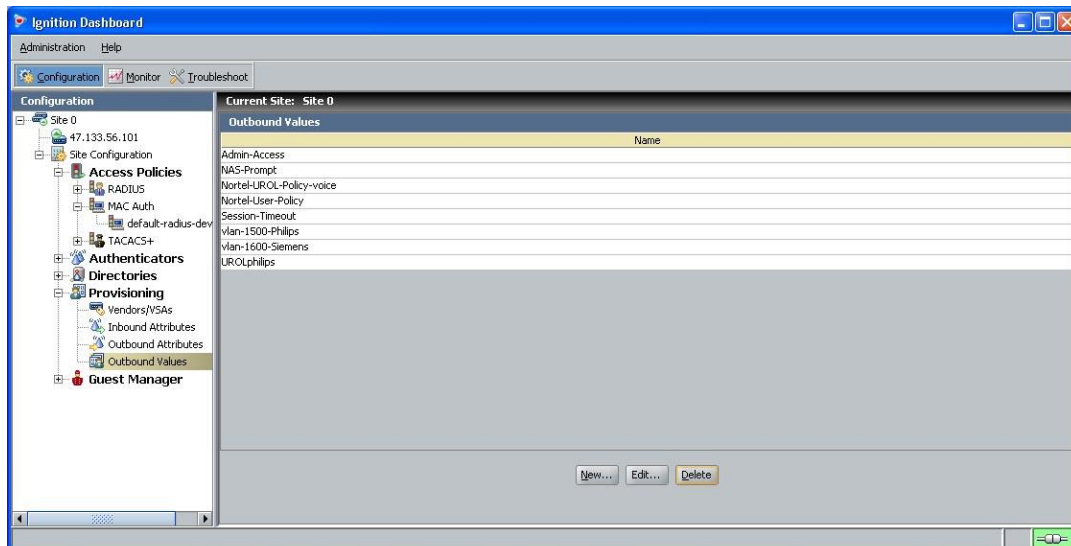 Ignition Dashboard
Administration Help
Configuration Monitor Troubleshoot
Configuration
Site 0
47.133.56.101
Site Configuration
Access Policies
RADIUS
MAC Auth
default-radius-dev
TACACS+
Authenticators
Directories
Provisioning
Vendors/VSAs
Inbound Attributes
Outbound Attributes
Outbound Values
Guest Manager
Current Site: Site 0
Outbound Values
Name
Admin-Access
NAS-Prompt
Nortel-UROL-Policy-voice
Nortel-User-Policy
Session-Timeout
vlan-1500-Philips
vlan-1600-Siemens
UROLphilips
New... Edit... Delete